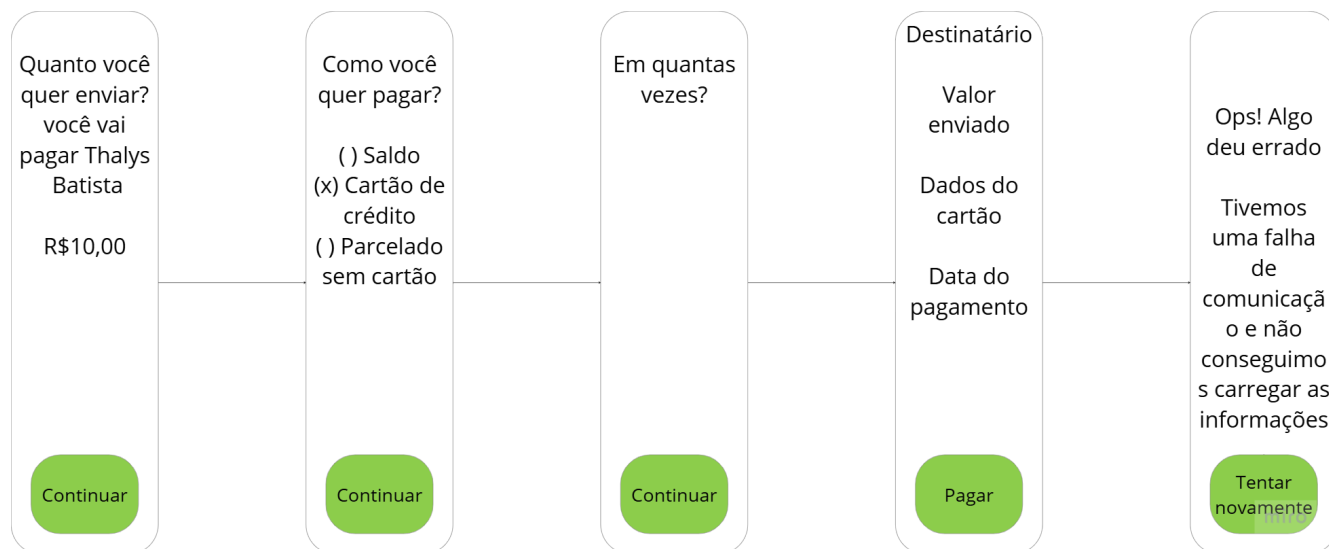 Quanto você
quer enviar?
você vai
pagar Thalys
Batista
R$10,00
Continuar
Como você
quer pagar?
( ) Saldo
(x) Cartão de
crédito
( ) Parcelado
sem cartão
Continuar
Em quantas
vezes?
Continuar
Destinatário
Valor
enviado
Dados do
cartão
Data do
pagamento
Pagar
Ops! Algo
deu errado
Tivemos
uma falha
de
comunicaçã
o e não
conseguimo
s carregar as
informações
Tentar
novamente
miro